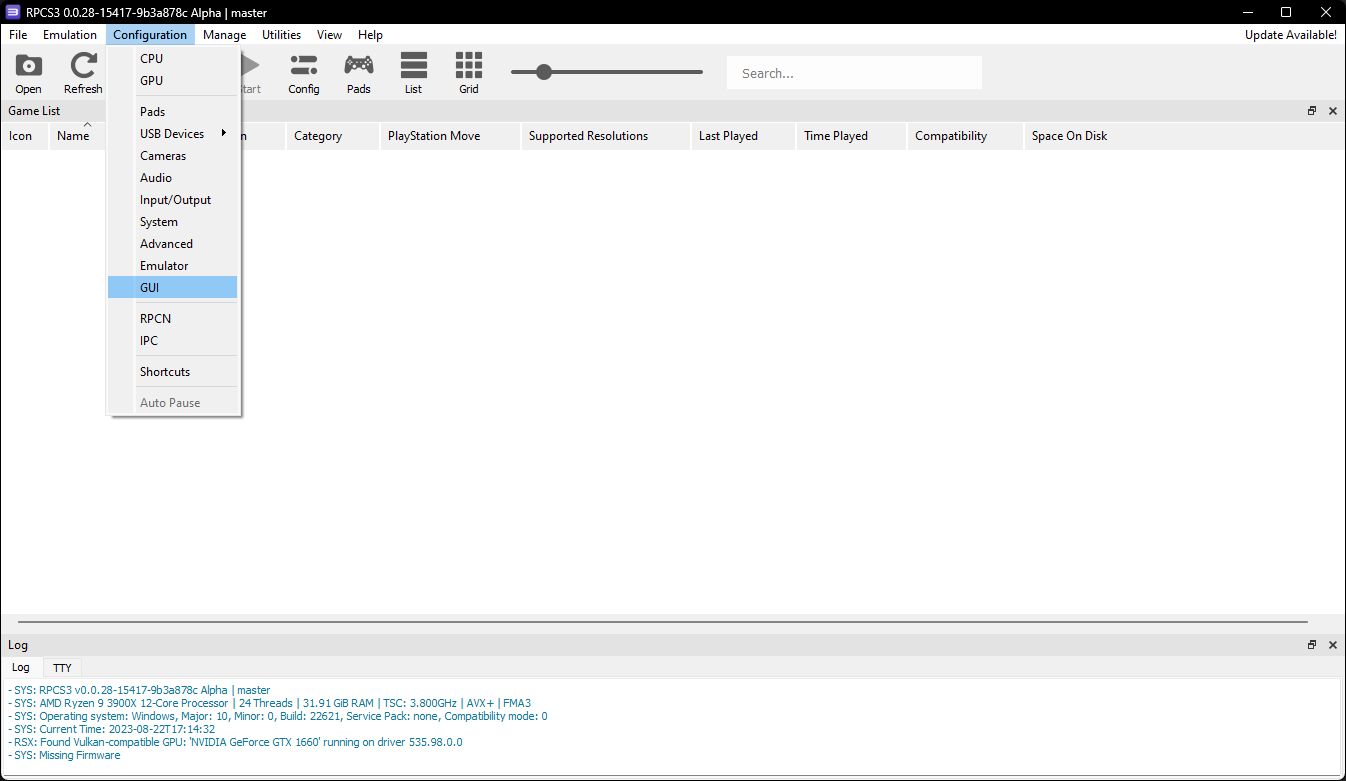 RPCS3 0.0.28-15417-9b3a878c Alpha | master
File Emulation Configuration Manage Utilities View Help Update Available!
Open Refresh tart Config Pads List Grid Search...
Game List
Icon Name n Category PlayStation Move Supported Resolutions Last Played Time Played Compatibility Space On Disk
CPU
GPU
Pads
USB Devices
Cameras
Audio
Input/Output
System
Advanced
Emulator
GUI
RPCN
IPC
Shortcuts
Auto Pause
Log
Log TTY
- SYS: RPCS3 v0.0.28-15417-9b3a878c Alpha | master
- SYS: AMD Ryzen 9 3900X 12-Core Processor | 24 Threads | 31.91 GiB RAM | TSC: 3.800GHz | AVX+ | FMA3
- SYS: Operating system: Windows, Major: 10, Minor: 0, Build: 22621, Service Pack: none, Compatibility mode: 0
- SYS: Current Time: 2023-08-22T17:14:32
- RSX: Found Vulkan-compatible GPU: 'NVIDIA GeForce GTX 1660' running on driver 535.98.0.0
- SYS: Missing Firmware